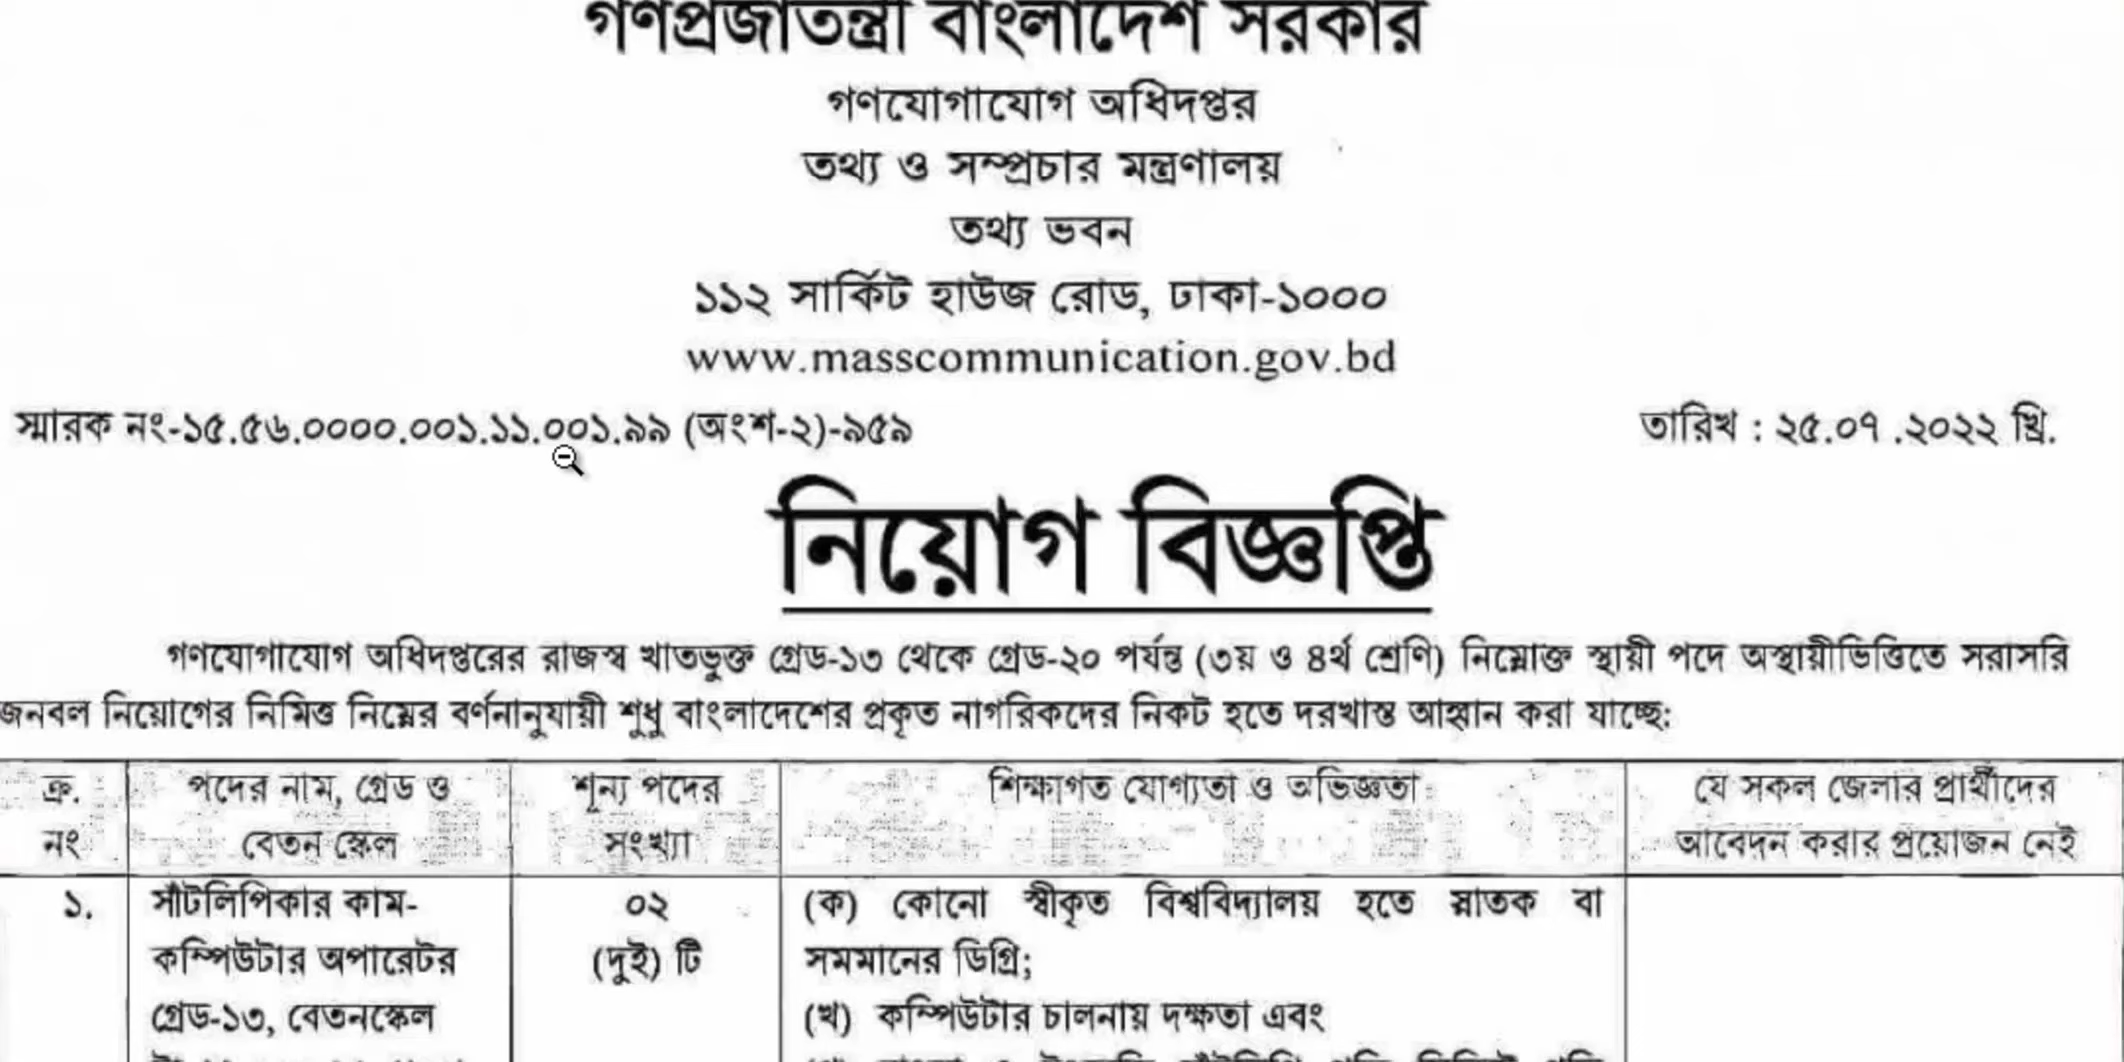 গণপ্রজাতন্ত্রী বাংলাদেশ সরকার
গণযোগাযোগ অধিদপ্তর
তথ্য ও সম্প্রচার মন্ত্রণালয়
তথ্য ভবন
১১২ সার্কিট হাউজ রোড, ঢাকা-১০০০
www.masscommunication.gov.bd
স্মারক নং-১৫.৫৬.০০০০.০০১.১১.০০১.৯৯ (অংশ-২)-৯৫৯ তারিখ : ২৫.০৭ .২০২২ খ্রি.
নিয়োগ বিজ্ঞপ্তি
গণযোগাযোগ অধিদপ্তরের রাজস্ব খাতভুক্ত গ্রেড-১৩ থেকে গ্রেড-২০ পর্যন্ত (৩য় ও ৪র্থ শ্রেণি) নিম্নোক্ত স্থায়ী পদে অস্থায়ীভিত্তিতে সরাসরি
জনবল নিয়োগের নিমিত্ত নিম্নের বর্ণনানুযায়ী শুধু বাংলাদেশের প্রকৃত নাগরিকদের নিকট হতে দরখাস্ত আহ্বান করা যাচ্ছে:
ক্র.
নং
পদের নাম, গ্রেড ও
বেতন স্কেল
শূন্য পদের
সংখ্যা
শিক্ষাগত যোগ্যতা ও অভিজ্ঞতা
যে সকল জেলার প্রার্থীদের
আবেদন করার প্রয়োজন নেই
১.
সাঁটলিপিকার কাম-
কম্পিউটার অপারেটর
গ্রেড-১৩, বেতনস্কেল
০২
(দুই) টি
(ক) কোনো স্বীকৃত বিশ্ববিদ্যালয় হতে স্নাতক বা
সমমানের ডিগ্রি;
(খ) কম্পিউটার চালনায় দক্ষতা এবং